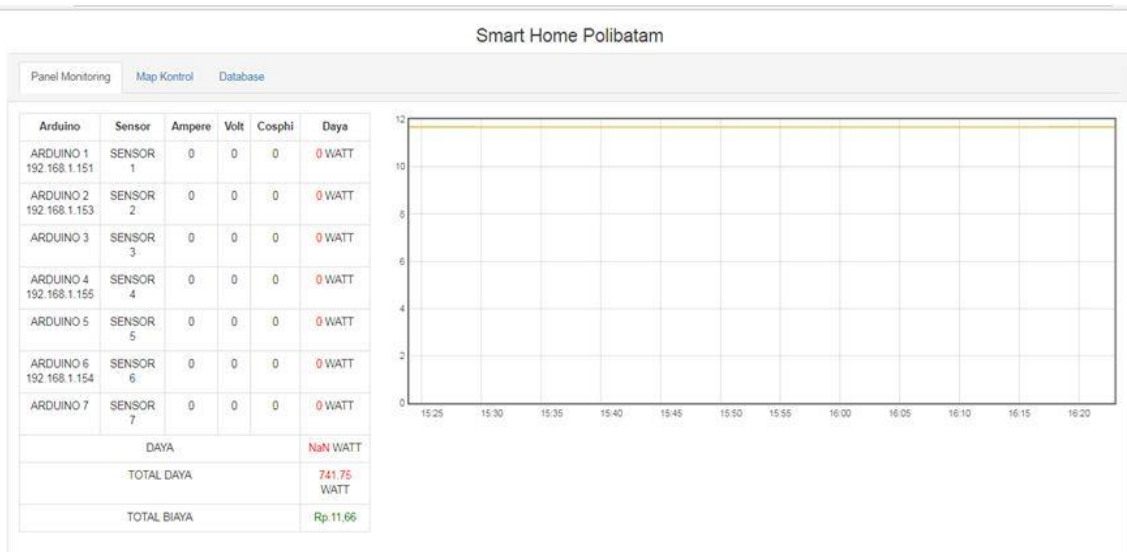 Smart Home Polibatam
Panel Monitoring Map Kontrol Database
Arduino Sensor Ampere Volt Cosphi Daya
ARDUINO 1 SENSOR 0 0 0 0 WATT
192.168.1.151 1
ARDUINO 2 SENSOR 0 0 0 0 WATT
192.168.1.153 2
ARDUINO 3 SENSOR 0 0 0 0 WATT
3
ARDUINO 4 SENSOR 0 0 0 0 WATT
192.168.1.155 4
ARDUINO 5 SENSOR 0 0 0 0 WATT
5
ARDUINO 6 SENSOR 0 0 0 0 WATT
192.168.1.154 6
ARDUINO 7 SENSOR 0 0 0 0 WATT
7
DAYA NaN WATT
TOTAL DAYA 741.75
WATT
TOTAL BIAYA Rp.11,66
12
10
8
6
4
2
0
15:25 15:30 15:35 15:40 15:45 15:50 15:55 16:00 16:05 16:10 16:15 16:20